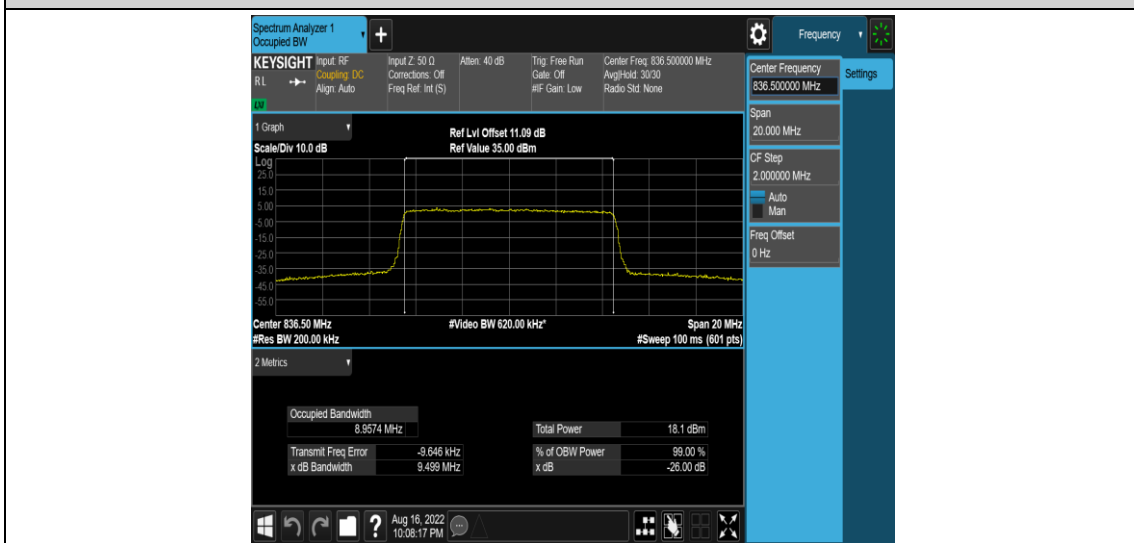 Spectrum Analyzer 1
Occupied BW
+
Frequency
KEYSIGHT
RL
LXI
Input: RF
Coupling: DC
Align: Auto
Input Z: 50 Ω
Corrections: Off
Freq Ref: Int (S)
Atten: 40 dB
Trig: Free Run
Gate: Off
#IF Gain: Low
Center Freq: 836.500000 MHz
Avg|Hold: 30/30
Radio Std: None
Center Frequency
836.500000 MHz
Settings
Span
20.000 MHz
CF Step
2.000000 MHz
Auto
Man
Freq Offset
0 Hz
1 Graph
Ref Lvl Offset 11.09 dB
Scale/Div 10.0 dB
Ref Value 35.00 dBm
Log
25.0
15.0
5.00
-5.00
-15.0
-25.0
-35.0
-45.0
-55.0
Center 836.50 MHz
#Video BW 620.00 kHz*
Span 20 MHz
#Res BW 200.00 kHz
#Sweep 100 ms (601 pts)
2 Metrics
Occupied Bandwidth
8.9574 MHz
Total Power 18.1 dBm
Transmit Freq Error -9.646 kHz
% of OBW Power 99.00 %
x dB Bandwidth 9.499 MHz
x dB -26.00 dB
?
Aug 16, 2022
10:08:17 PM